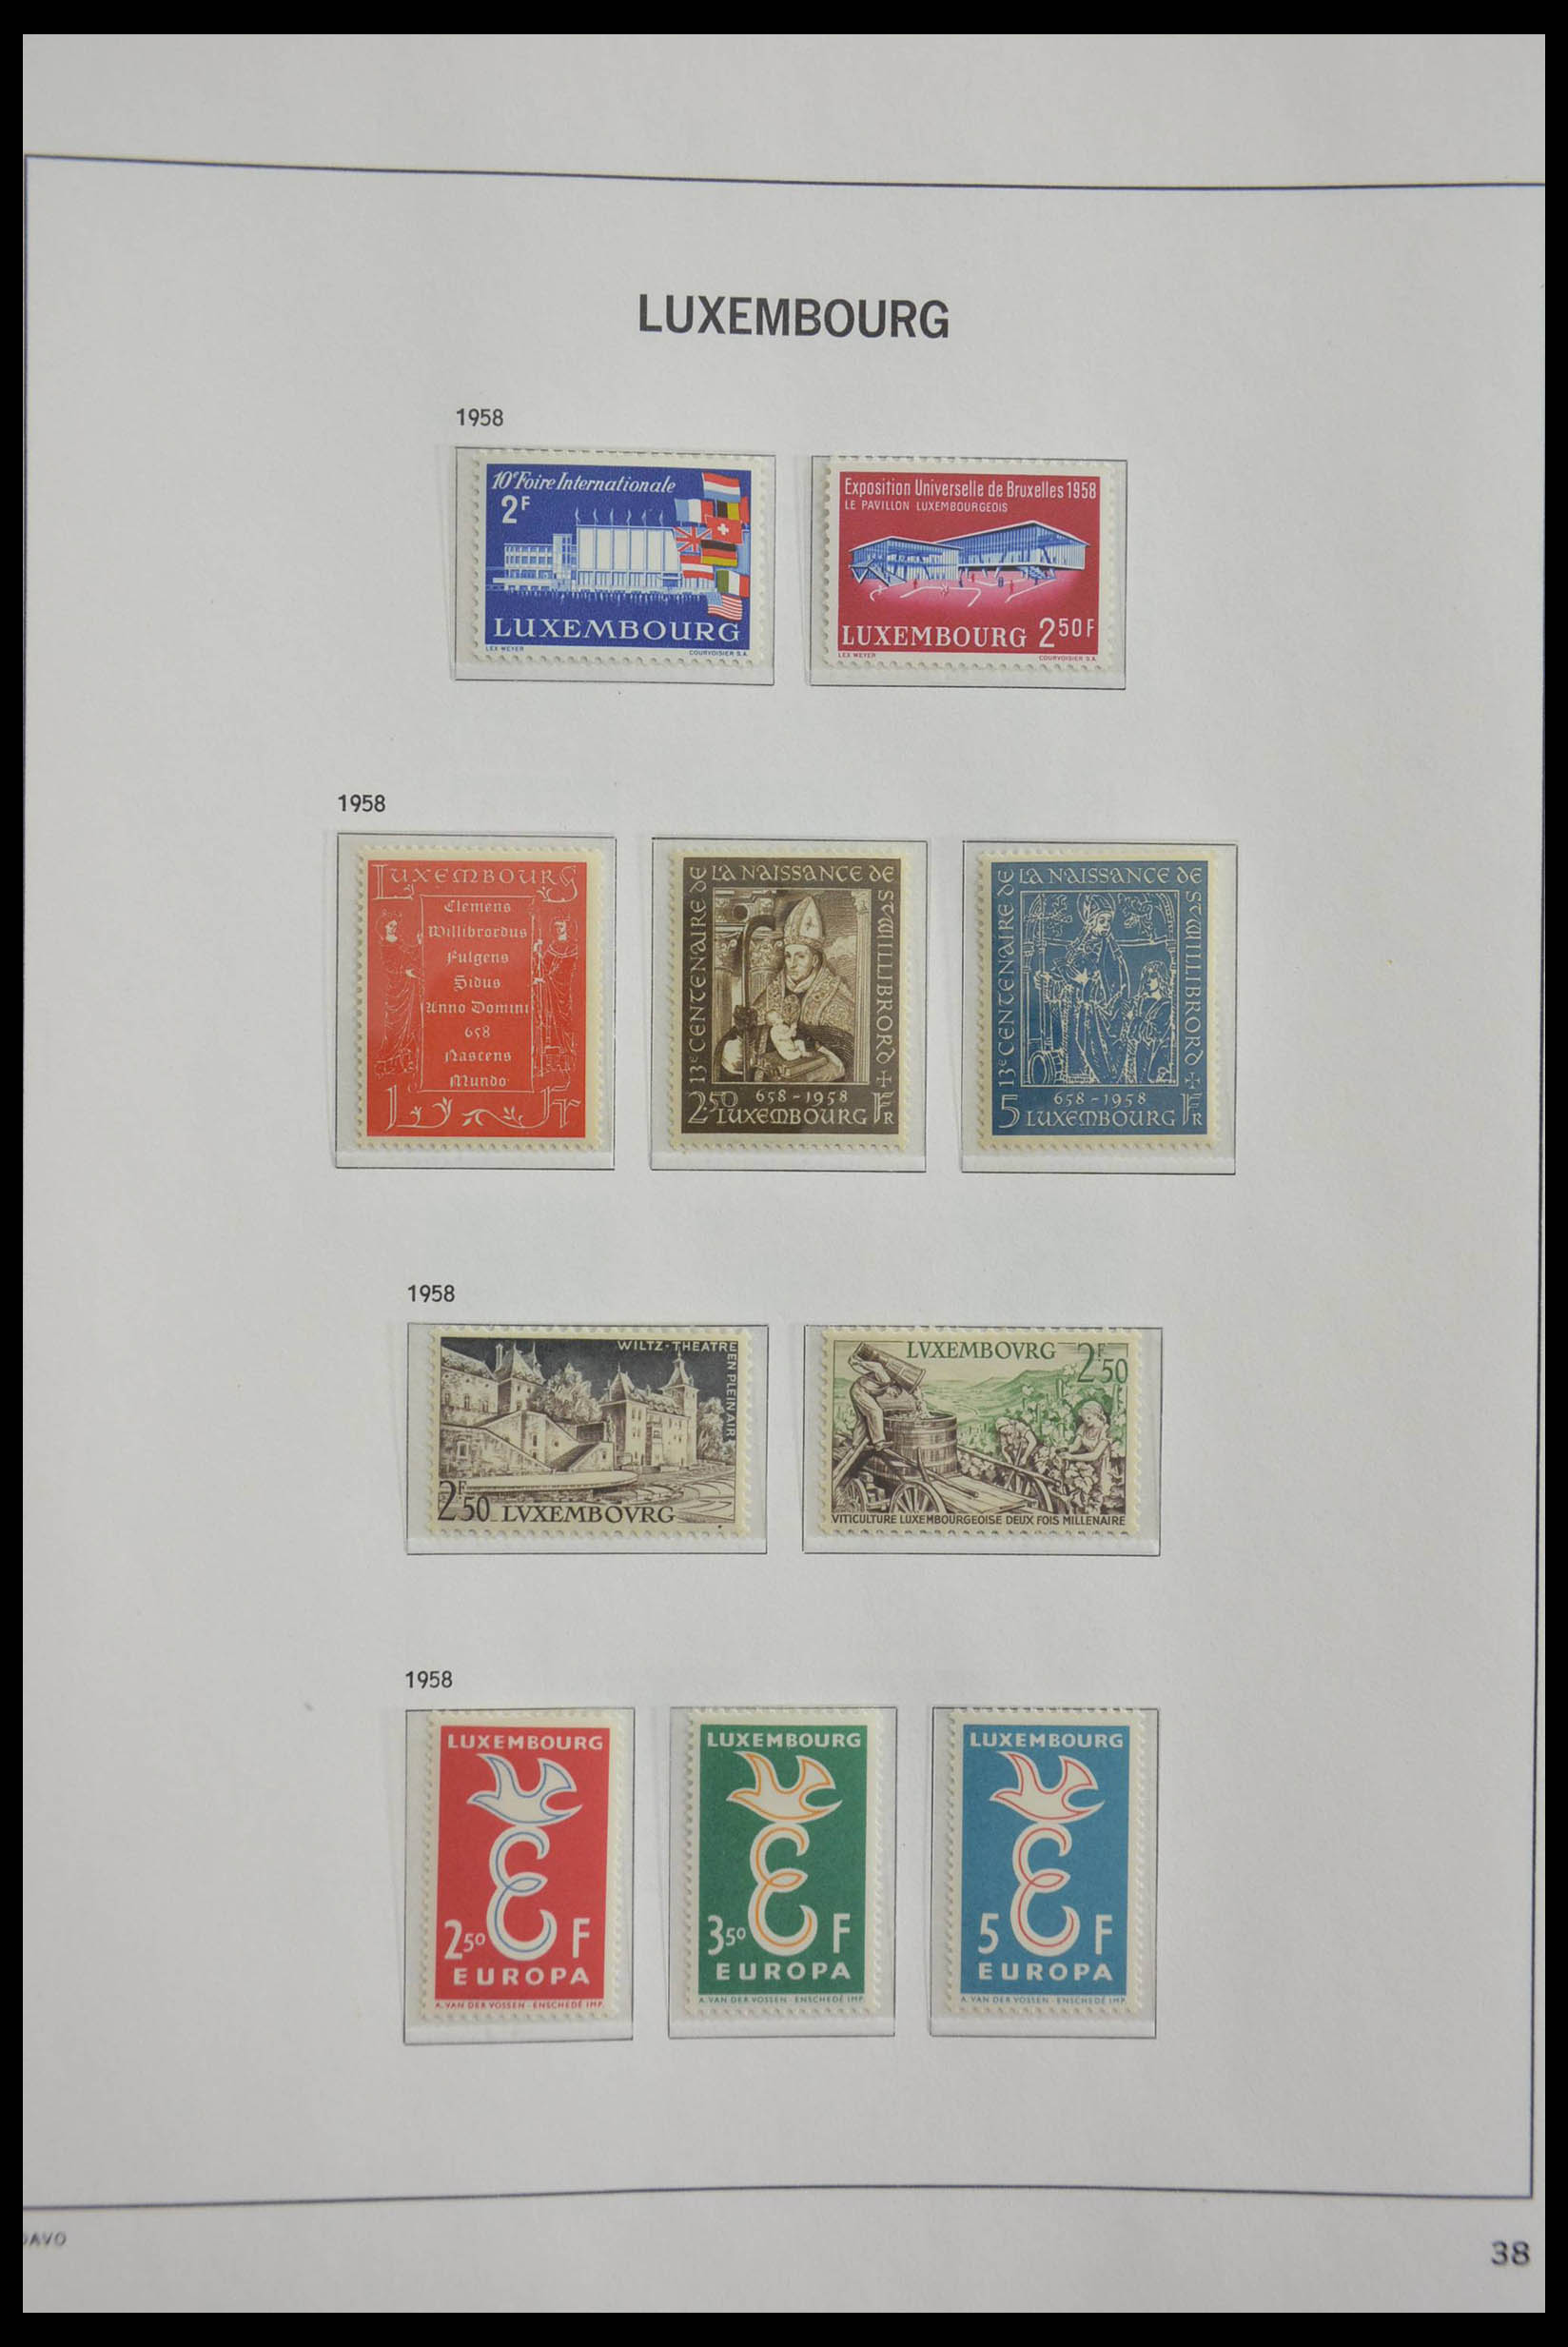 LUXEMBOURG
1958
10e Foire Internationale
2F
LUXEMBOURG
LEX WEYER
COURVOISIER S.A.
Exposition Universelle de Bruxelles 1958
LE PAVILLON LUXEMBOURGEOIS
LUXEMBOURG 2 50 F
LEX WEYER
COURVOISIER S.A.
1958
LUXEMBOURG
Clemens
Willibrordus
Fulgens
Sidus
Anno Domini
658
Nascens
Mundo
1 Fr
13e CENTENAIRE DE LA NAISSANCE DE ST WILLIBRORD
658-1958
2.50 LUXEMBOURG FR
13e CENTENAIRE DE LA NAISSANCE DE ST WILLIBRORD
658-1958
5 LUXEMBOURG FR
1958
WILTZ-THEATRE
EN PLEIN AIR
2F50 LVXEMBOVRG
LVXEMBOVRG 2F50
VITICULTURE LUXEMBOURGEOISE DEUX FOIS MILLENAIRE
1958
LUXEMBOURG
E
2 50 F
EUROPA
A. VAN DER VOSSEN - ENSCHEDÉ IMP.
LUXEMBOURG
E
3 50 F
EUROPA
A. VAN DER VOSSEN - ENSCHEDÉ IMP.
LUXEMBOURG
E
5 F
EUROPA
A. VAN DER VOSSEN - ENSCHEDÉ IMP.
DAVO
38